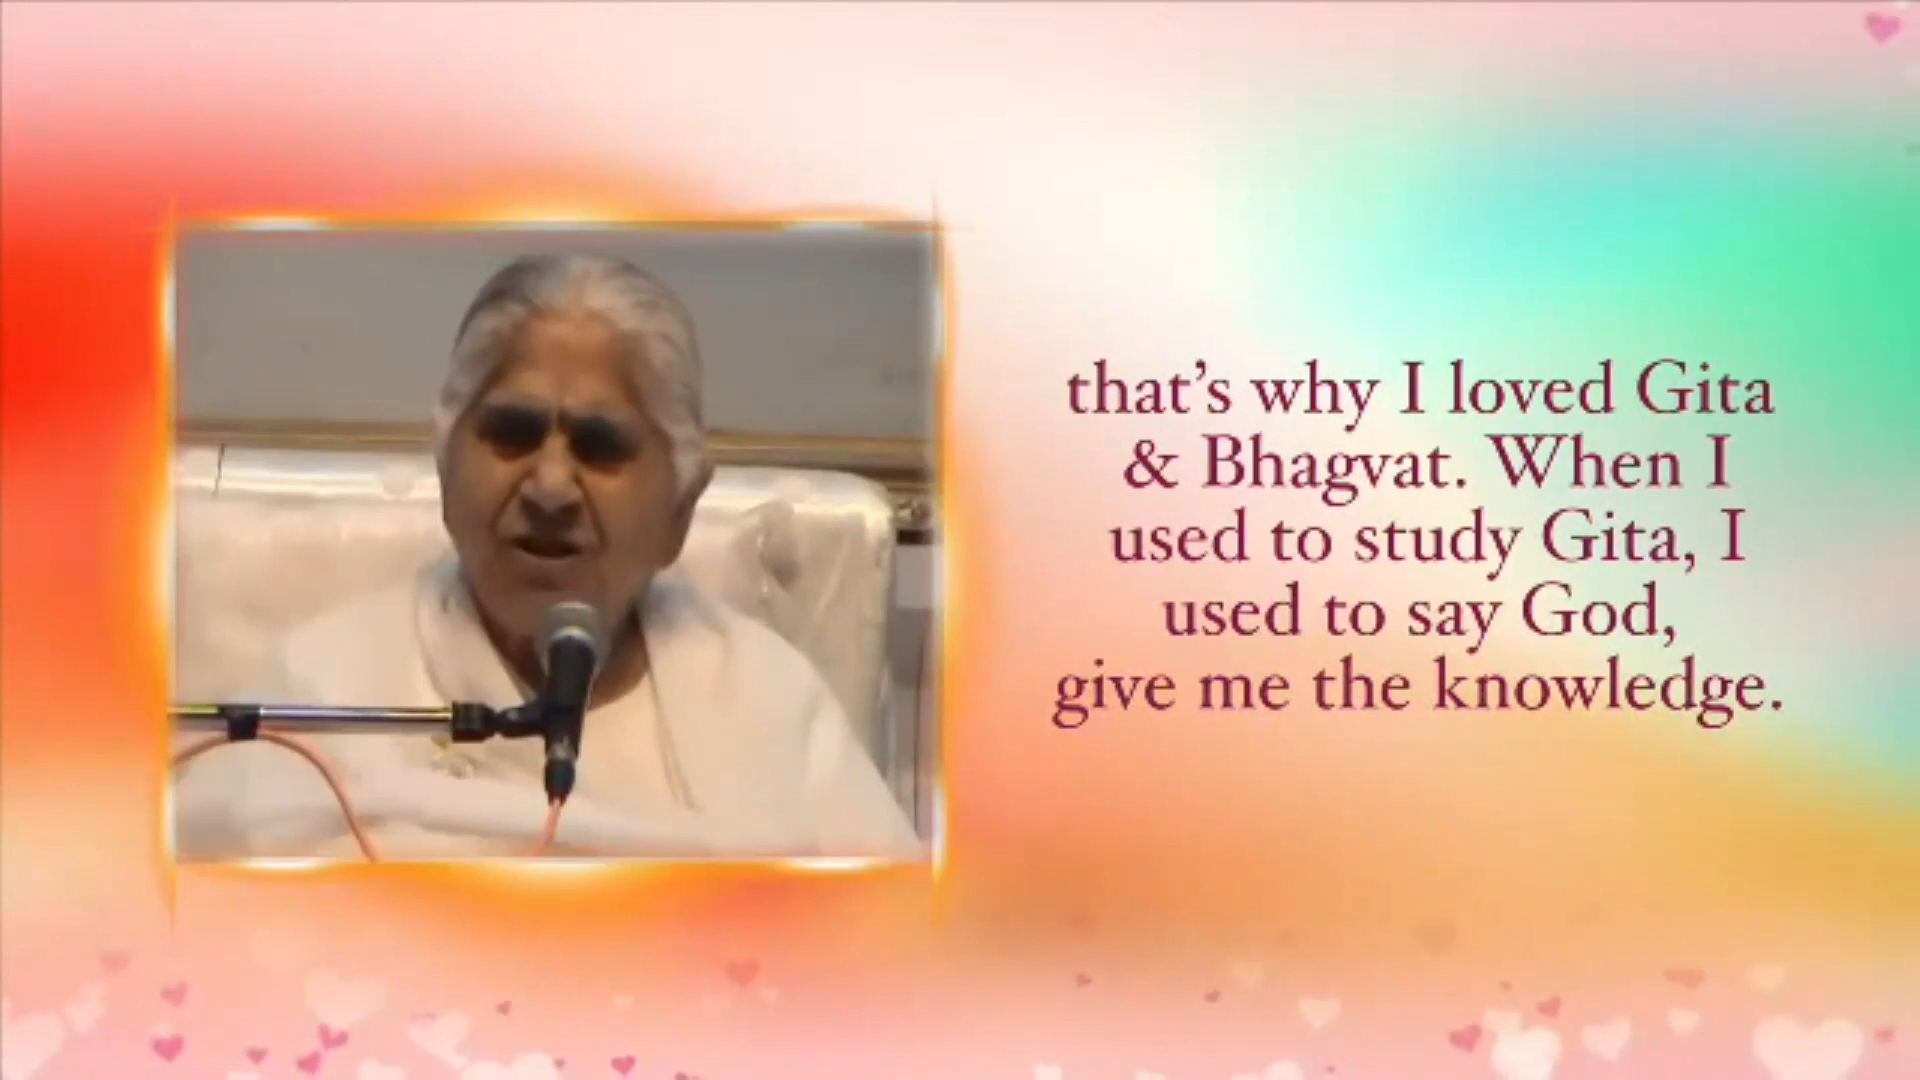 that’s why I loved Gita
& Bhagvat. When I
used to study Gita, I
used to say God,
give me the knowledge.